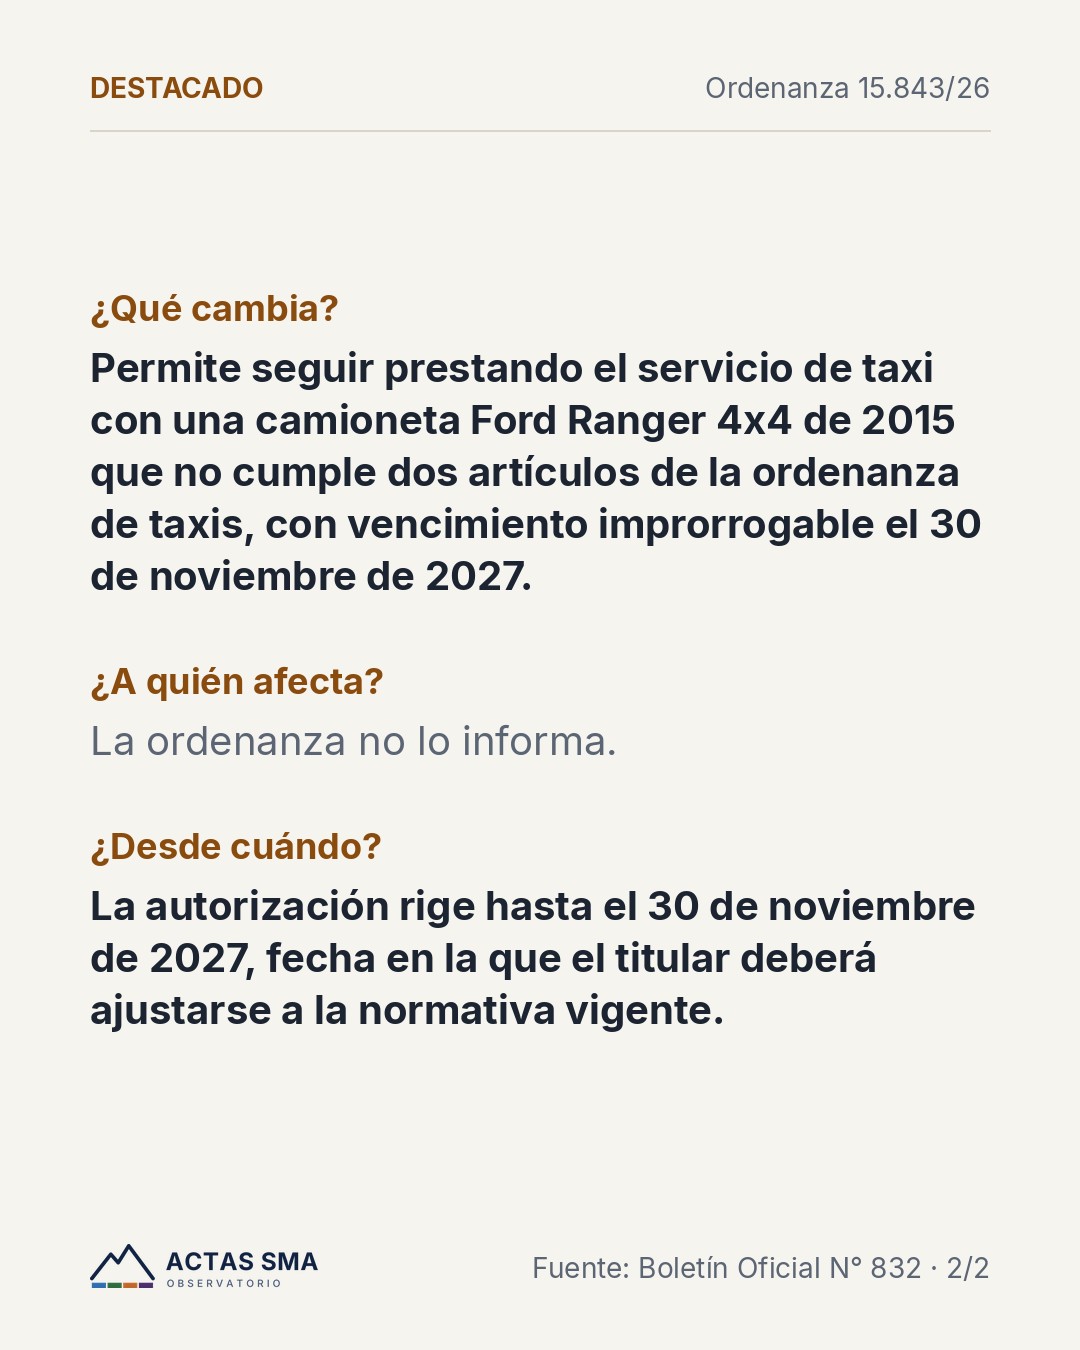 DESTACADO
Ordenanza 15.843/26
¿Qué cambia?
Permite seguir prestando el servicio de taxi
con una camioneta Ford Ranger 4x4 de 2015
que no cumple dos artículos de la ordenanza
de taxis, con vencimiento improrrogable el 30
de noviembre de 2027.
¿A quién afecta?
La ordenanza no lo informa.
¿Desde cuándo?
La autorización rige hasta el 30 de noviembre
de 2027, fecha en la que el titular deberá
ajustarse a la normativa vigente.
ACTAS SMA
OBSERVATORIO
Fuente: Boletín Oficial N° 832 · 2/2